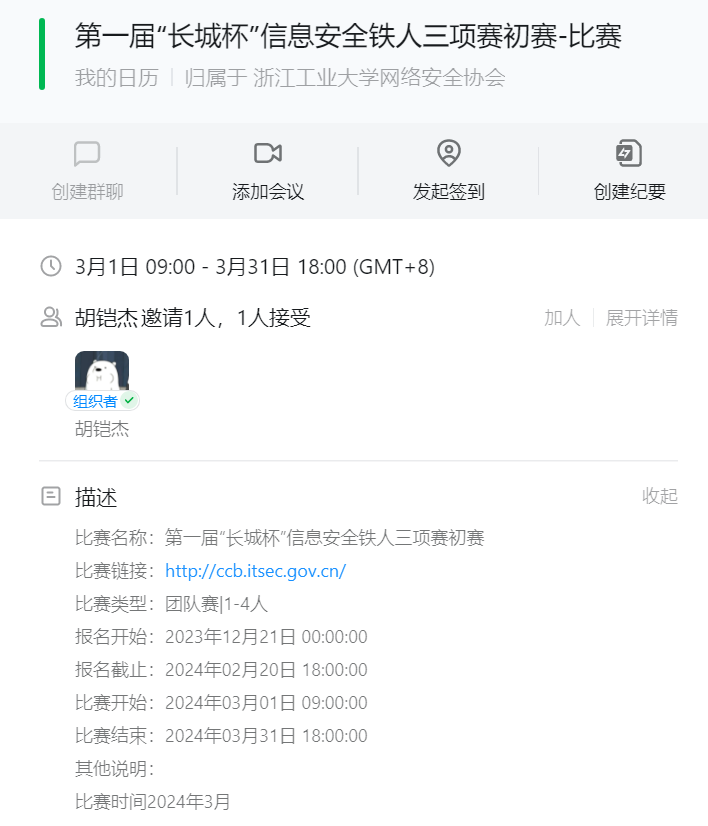 第一届“长城杯”信息安全铁人三项赛初赛-比赛
我的日历 归属于 浙江工业大学网络安全协会
创建群聊 添加会议 发起签到 创建纪要
3月1日 09:00 - 3月31日 18:00 (GMT+8)
胡铠杰 邀请1人，1人接受 加人 展开详情
组织者
胡铠杰
描述 收起
比赛名称：第一届“长城杯”信息安全铁人三项赛初赛
比赛链接：http://ccb.itsec.gov.cn/
比赛类型：团队赛|1-4人
报名开始：2023年12月21日 00:00:00
报名截止：2024年02月20日 18:00:00
比赛开始：2024年03月01日 09:00:00
比赛结束：2024年03月31日 18:00:00
其他说明：
比赛时间2024年3月